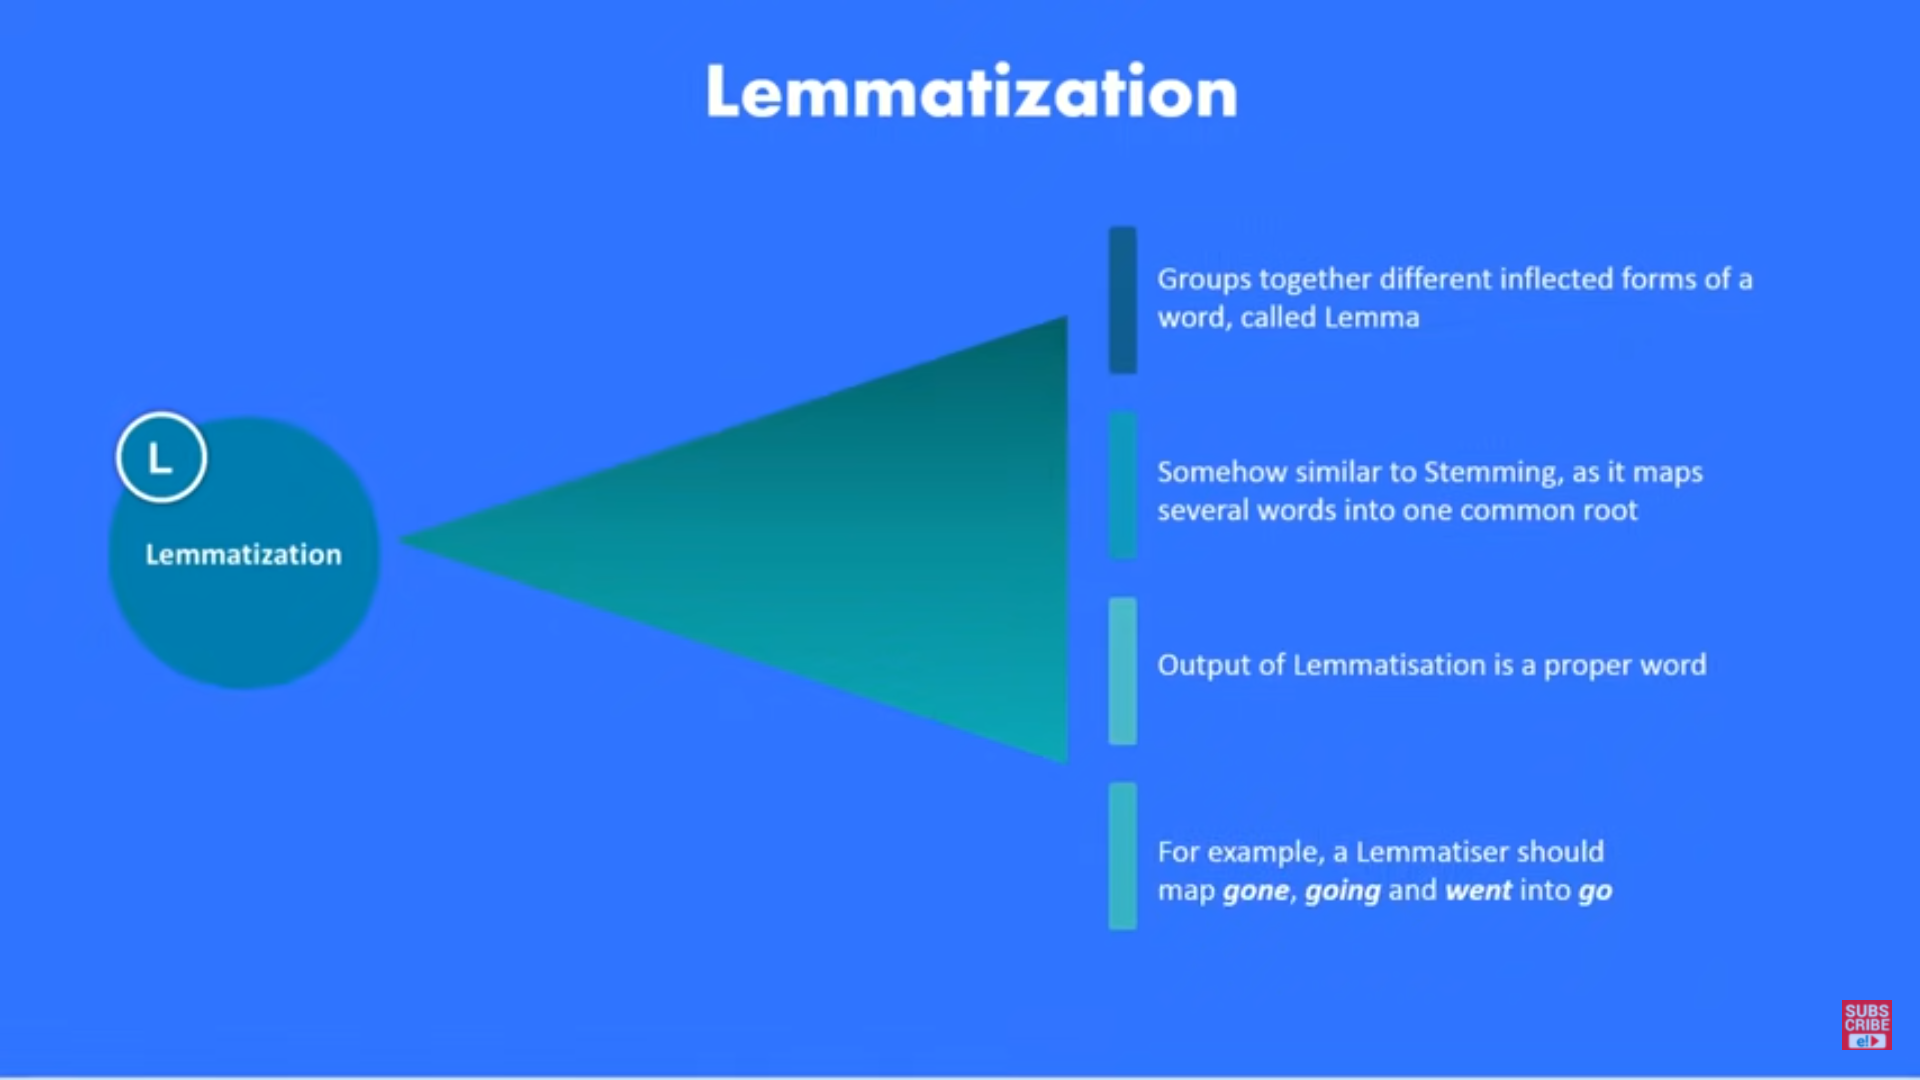 Lemmatization
L
Lemmatization
Groups together different inflected forms of a
word, called Lemma
Somehow similar to Stemming, as it maps
several words into one common root
Output of Lemmatisation is a proper word
For example, a Lemmatiser should
map gone, going and went into go
SUBS
CRIBE
e!